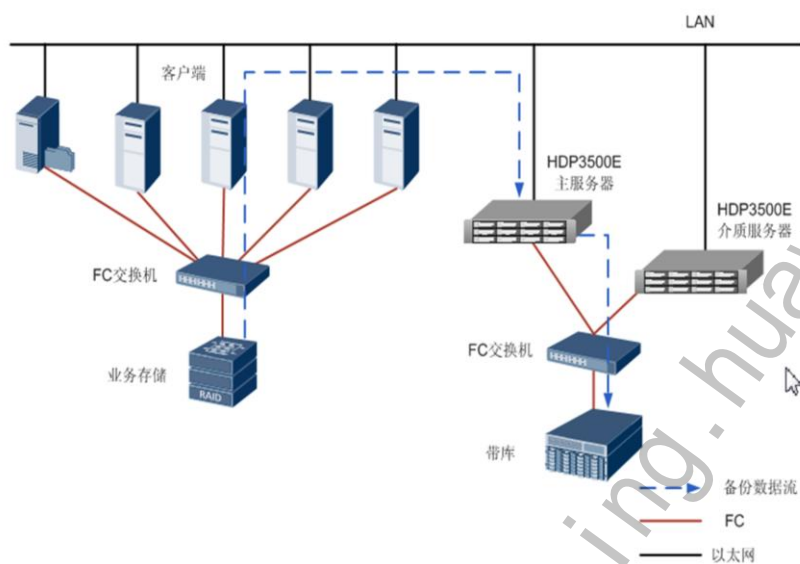 LAN
客户端
HDP3500E
主服务器
HDP3500E
介质服务器
FC交换机
FC交换机
业务存储
RAID
带库
备份数据流
FC
以太网